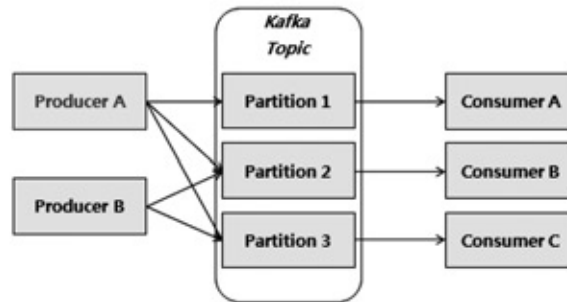 Kafka
Topic
Producer A
Partition 1
Consumer A
Producer B
Partition 2
Consumer B
Partition 3
Consumer C